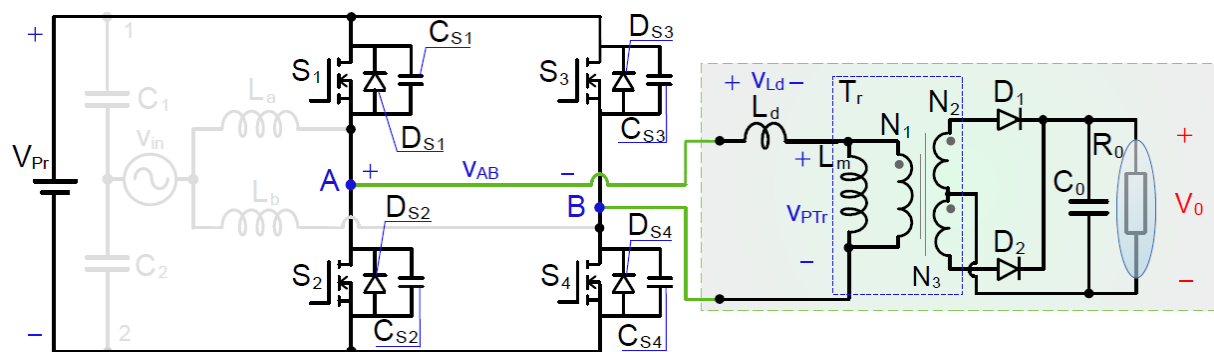 +
1
S1
DS1
CS1
S3
DS3
CS3
C1
La
vin
VPr
A
+
vAB
−
B
Lb
C2
2
−
S2
DS2
CS2
S4
DS4
CS4
+ vLd −
Ld
Tr
N1
N2
D1
+ Lm
vPTr
−
N3
D2
C0
R0
+
V0
−